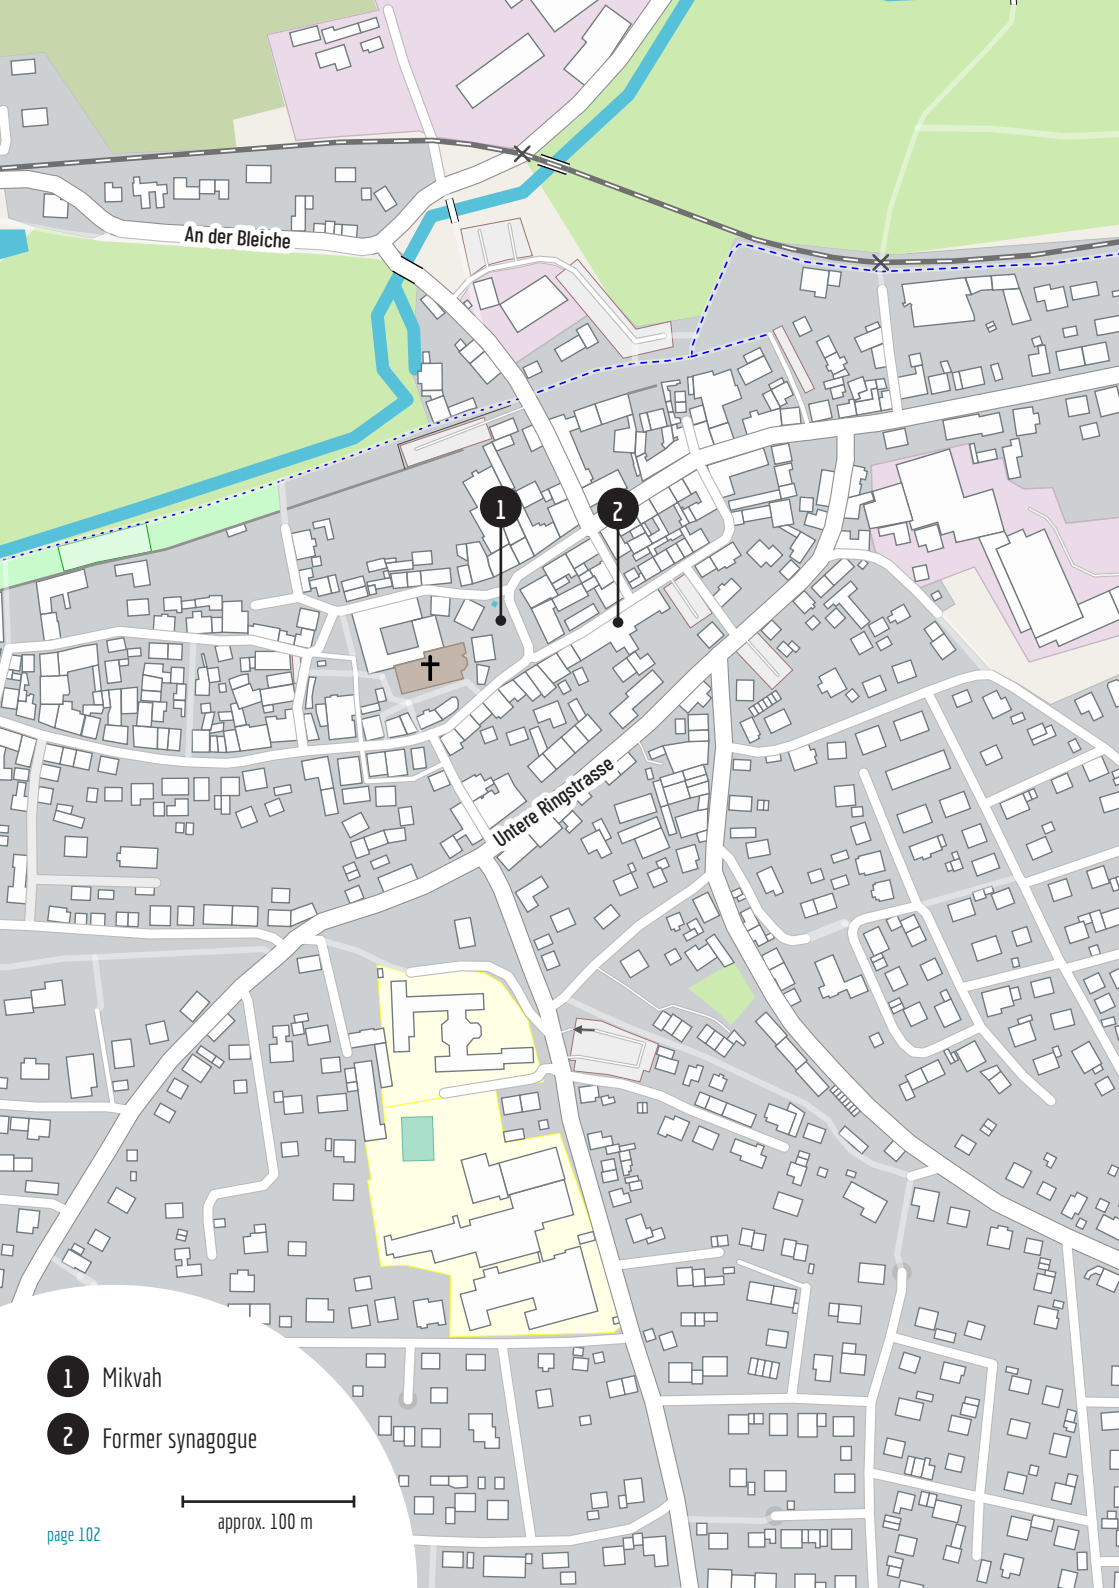 An der Bleiche
1
2
Untere Ringstrasse
1 Mikvah
2 Former synagogue
approx. 100 m
page 102